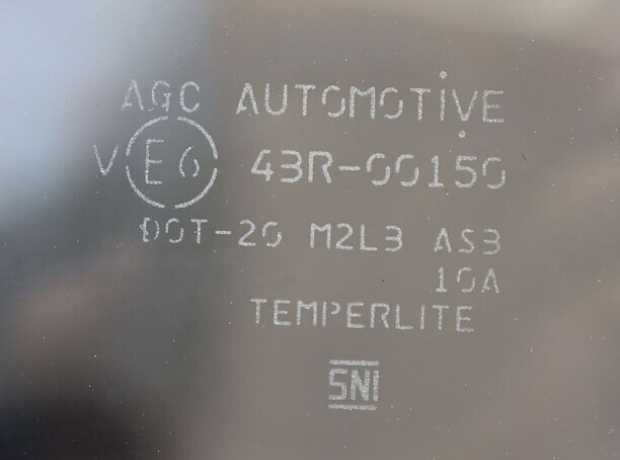 AGC AUTOMOTIVE
V E6 43R-00150
DOT-20 M2L3 AS3
10A
TEMPERLITE
SNI